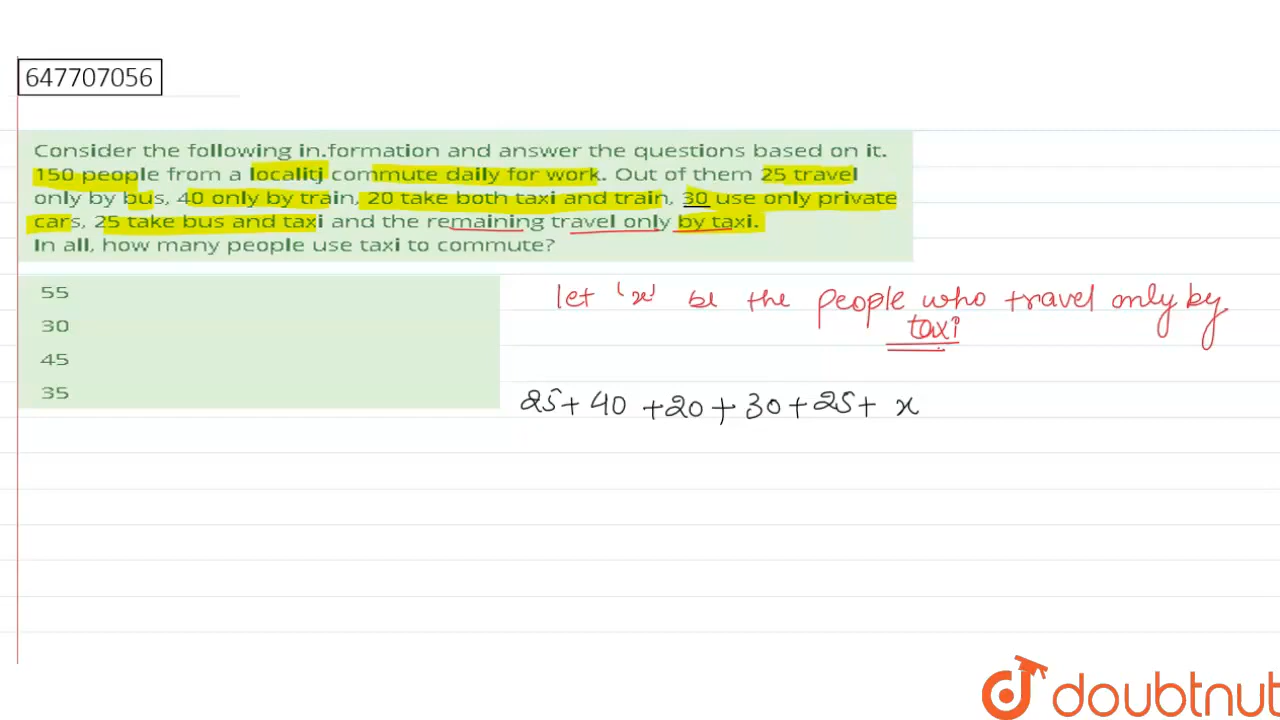 647707056
Consider the following in.formation and answer the questions based on it.
150 people from a localitj commute daily for work. Out of them 25 travel
only by bus, 40 only by train, 20 take both taxi and train, 30 use only private
cars, 25 take bus and taxi and the remaining travel only by taxi.
In all, how many people use taxi to commute?
55
30
45
35
let 'x' be the people who travel only by
taxi
25 + 40 + 20 + 30 + 25 + x
doubtnut